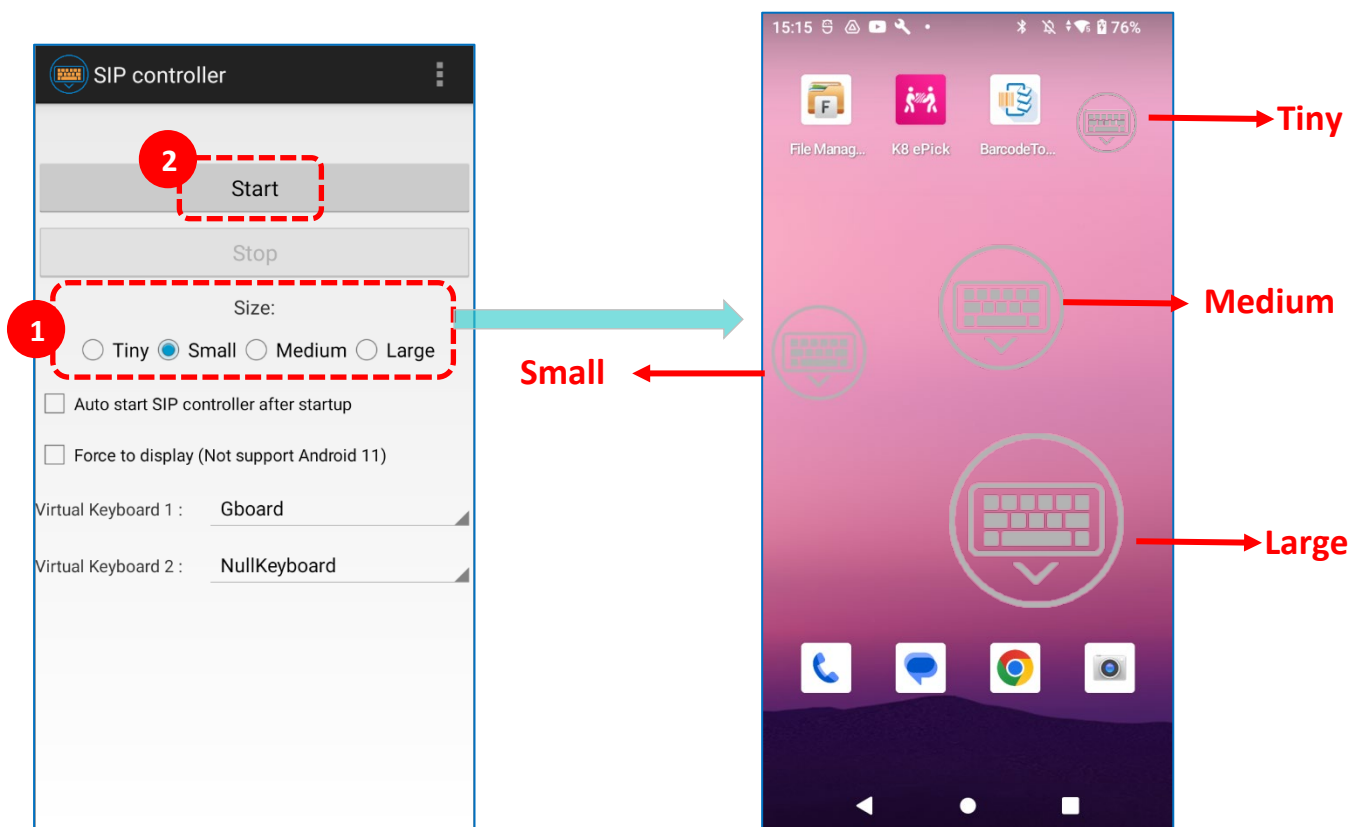 SIP controller
2
Start
Stop
1
Size:
Tiny Small Medium Large
Auto start SIP controller after startup
Force to display (Not support Android 11)
Virtual Keyboard 1 : Gboard
Virtual Keyboard 2 : NullKeyboard
15:15 76%
F
File Manag... K8 ePick BarcodeTo...
Tiny
Medium
Small
Large